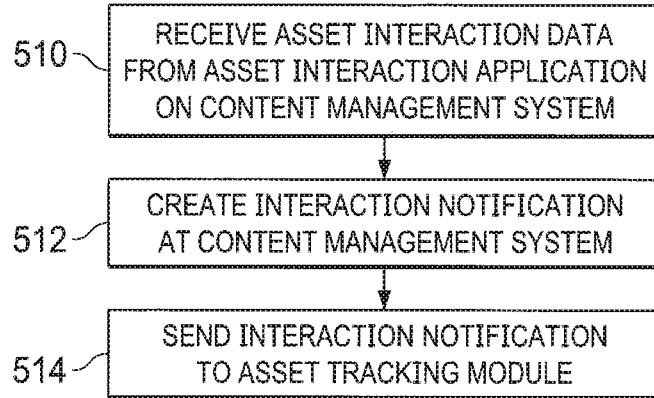 510
RECEIVE ASSET INTERACTION DATA
FROM ASSET INTERACTION APPLICATION
ON CONTENT MANAGEMENT SYSTEM
512
CREATE INTERACTION NOTIFICATION
AT CONTENT MANAGEMENT SYSTEM
514
SEND INTERACTION NOTIFICATION
TO ASSET TRACKING MODULE